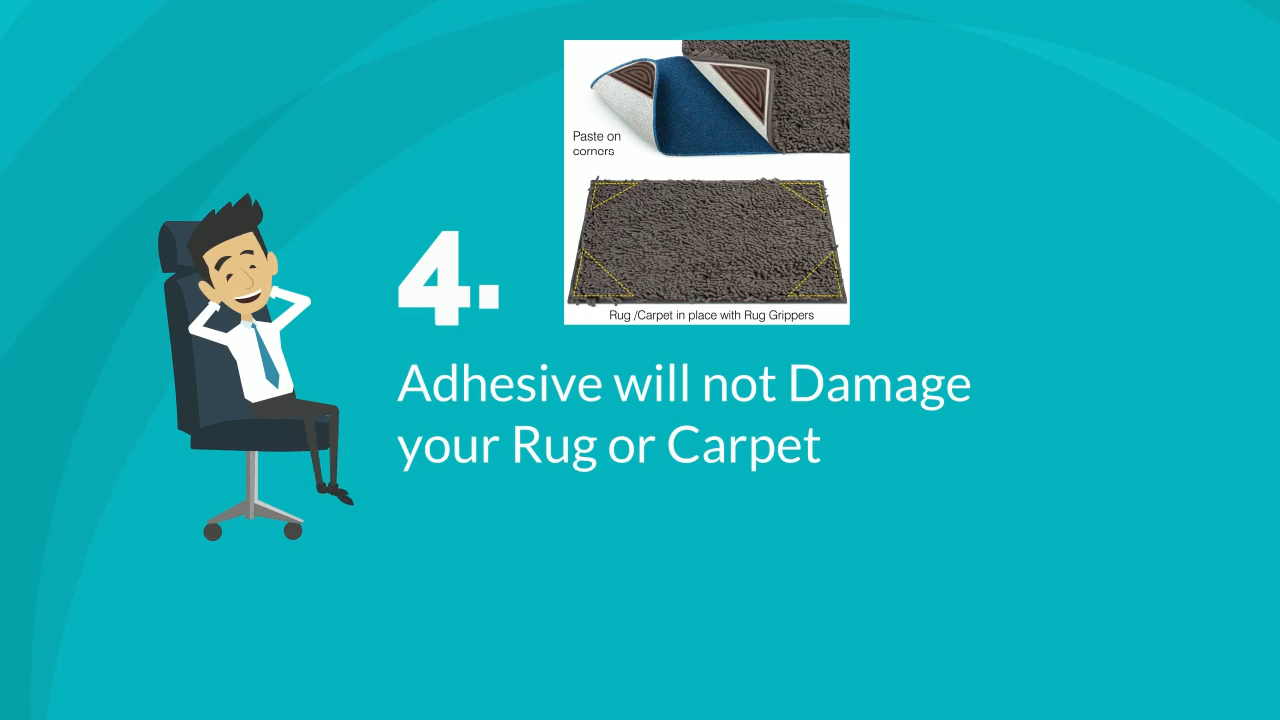 Paste on
corners
Rug /Carpet in place with Rug Grippers
4.
Adhesive will not Damage
your Rug or Carpet